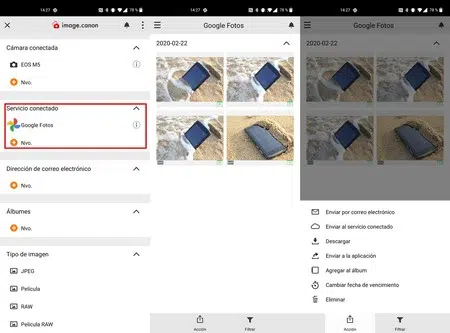 14:27
78 %
image.canon
Cámara conectada
EOS M5
Nvo.
Servicio conectado
Google Fotos
Nvo.
Dirección de correo electrónico
Nvo.
Álbumes
Nvo.
Tipo de imagen
JPEG
Película
RAW
Película RAW
14:27
78 %
Google Fotos
2020-02-22
Acción
Filtrar
14:27
78 %
Google Fotos
2020-02-22
Enviar por correo electrónico
Enviar al servicio conectado
Descargar
Enviar a la aplicación
Agregar al álbum
Cambiar fecha de vencimiento
Eliminar
Acción
Filtrar